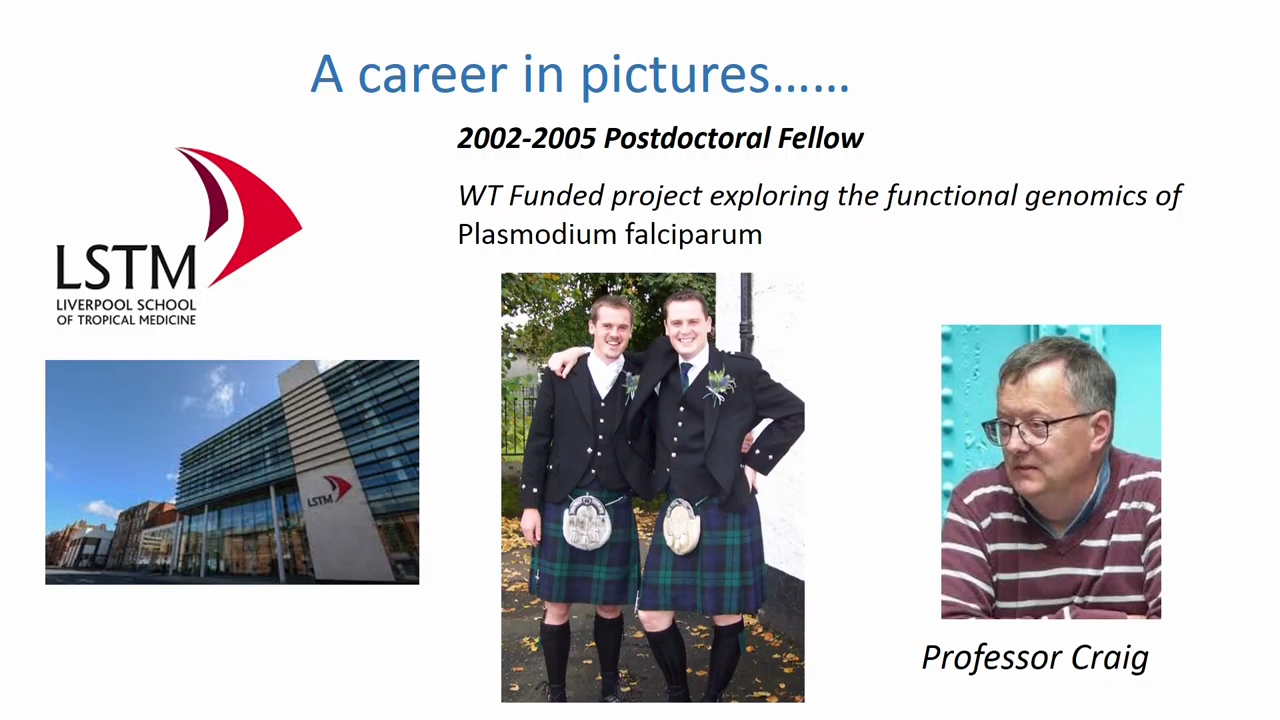 A career in pictures……
2002-2005 Postdoctoral Fellow
WT Funded project exploring the functional genomics of
Plasmodium falciparum
LSTM
LIVERPOOL SCHOOL
OF TROPICAL MEDICINE
LSTM
Professor Craig